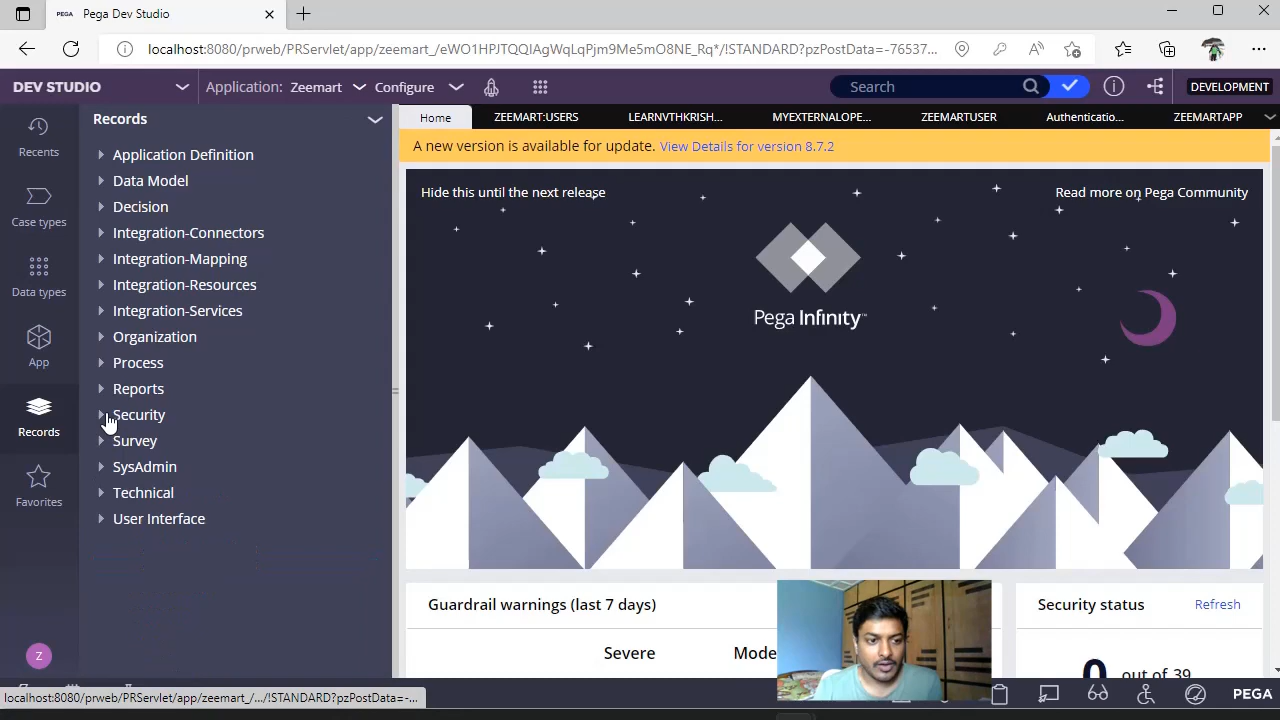 Pega Dev Studio
localhost:8080/prweb/PRServlet/app/zeemart_/eWO1HPJTQQIAgWqLqPjm9Me5mO8NE_Rq*/!STANDARD?pzPostData=-76537...
DEV STUDIO
Application: Zeemart
Configure
Search
DEVELOPMENT
Recents
Case types
Data types
App
Records
Favorites
Z
Records
Application Definition
Data Model
Decision
Integration-Connectors
Integration-Mapping
Integration-Resources
Integration-Services
Organization
Process
Reports
Security
Survey
SysAdmin
Technical
User Interface
Home
ZEEMART:USERS
LEARNVTHKRISH...
MYEXTERNALOPE...
ZEEMARTUSER
Authenticatio...
ZEEMARTAPP
A new version is available for update. View Details for version 8.7.2
Hide this until the next release
Read more on Pega Community
Pega Infinity™
Guardrail warnings (last 7 days)
Severe
Mode
Security status
Refresh
0 out of 39
localhost:8080/prweb/PRServlet/app/zeemart_/.../!STANDARD?pzPostData=-...
PEGA